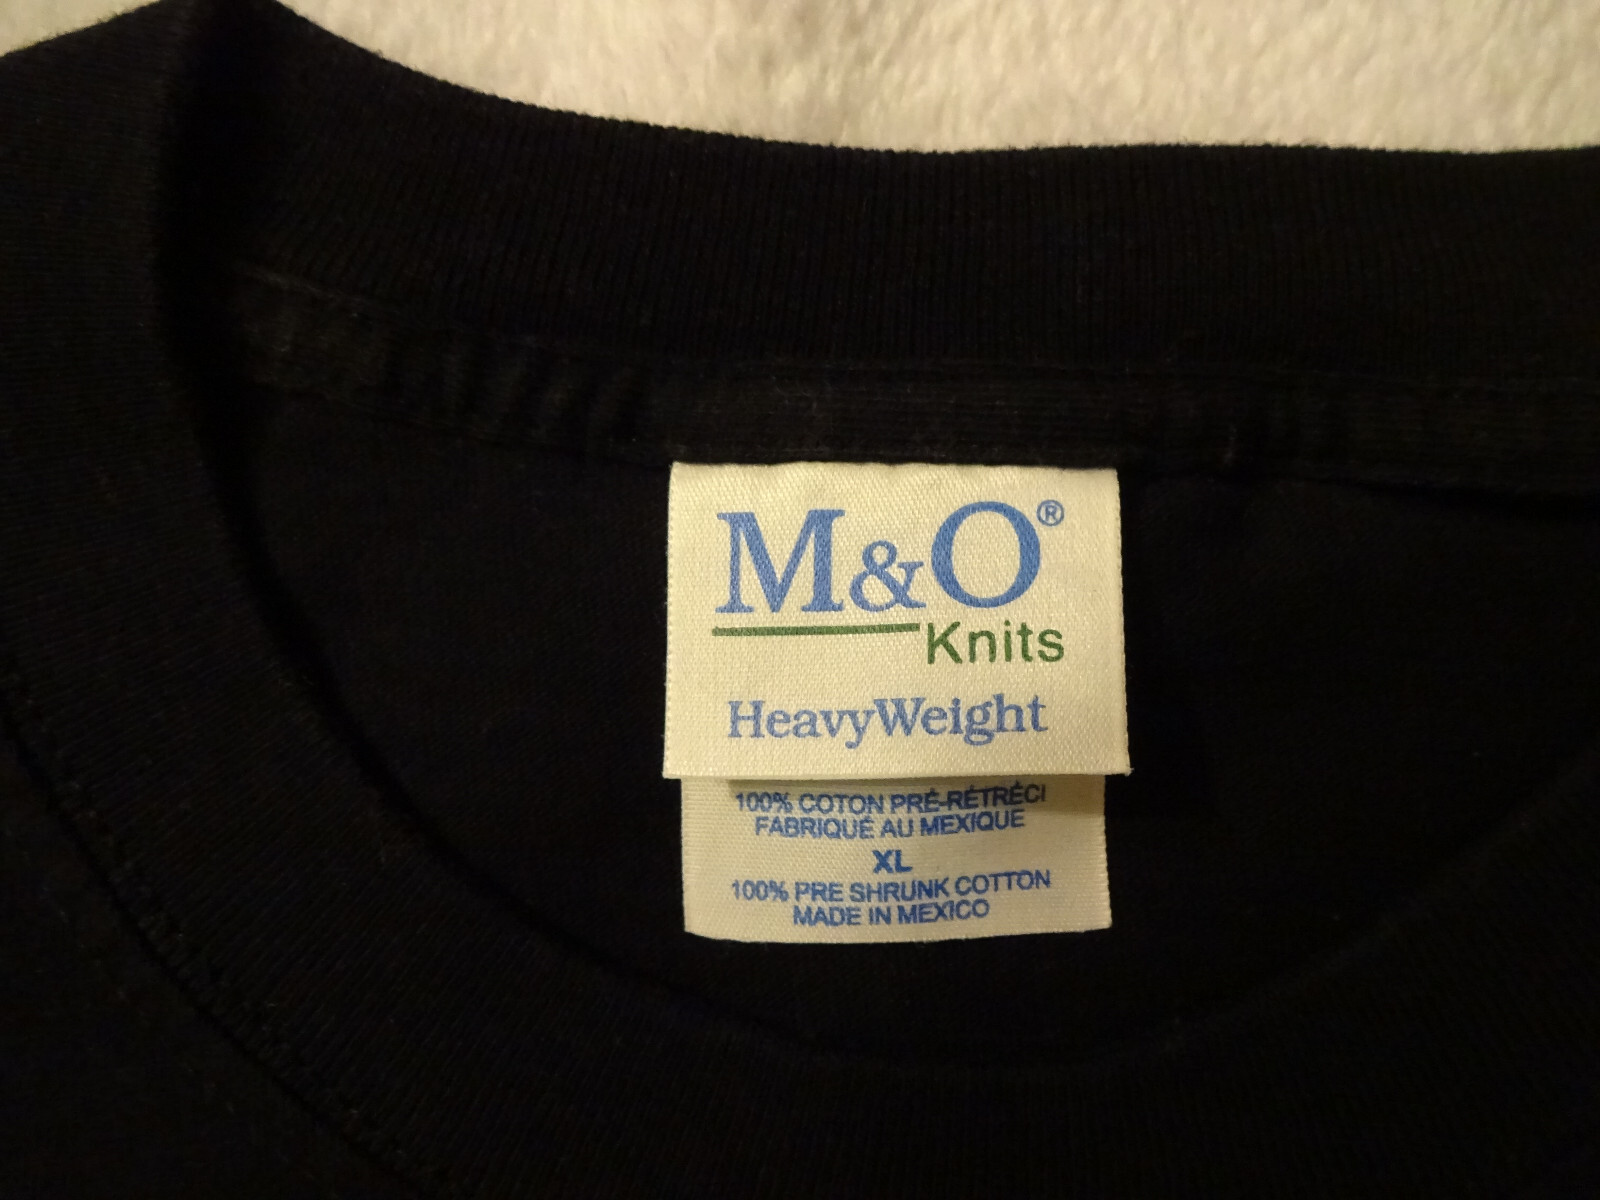 M&O®
Knits
HeavyWeight
100% COTON PRÉ-RÉTRÉCI
FABRIQUÉ AU MEXIQUE
XL
100% PRE SHRUNK COTTON
MADE IN MEXICO